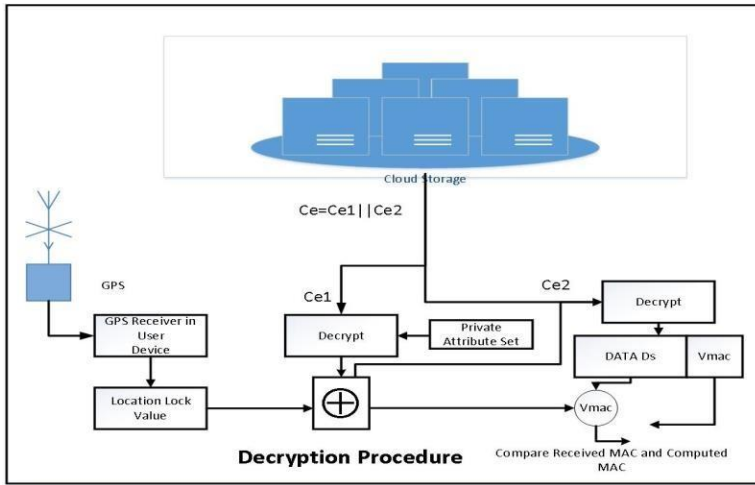 Cloud Storage
Ce=Ce1||Ce2
GPS
Ce1
Ce2
GPS Receiver in
User
Device
Decrypt
Private
Attribute Set
Decrypt
DATA Ds
Vmac
Location Lock
Value
Vmac
Decryption Procedure
Compare Received MAC and Computed
MAC